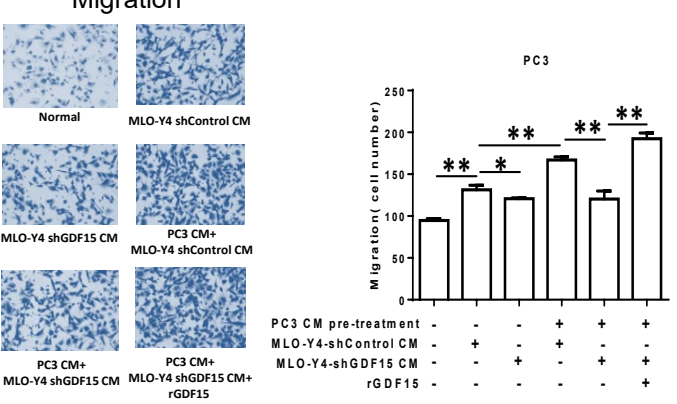 Migration
Normal
MLO-Y4 shControl CM
MLO-Y4 shGDF15 CM
PC3 CM+
MLO-Y4 shControl CM
PC3 CM+
MLO-Y4 shGDF15 CM
PC3 CM+
MLO-Y4 shGDF15 CM+
rGDF15
PC3
Migration( cell number)
250
200
150
100
50
0
** * ** ** **
PC3 CM pre-treatment - - - + + +
MLO-Y4-shControl CM - + - + - -
MLO-Y4-shGDF15 CM - - + - + +
rGDF15 - - - - - +